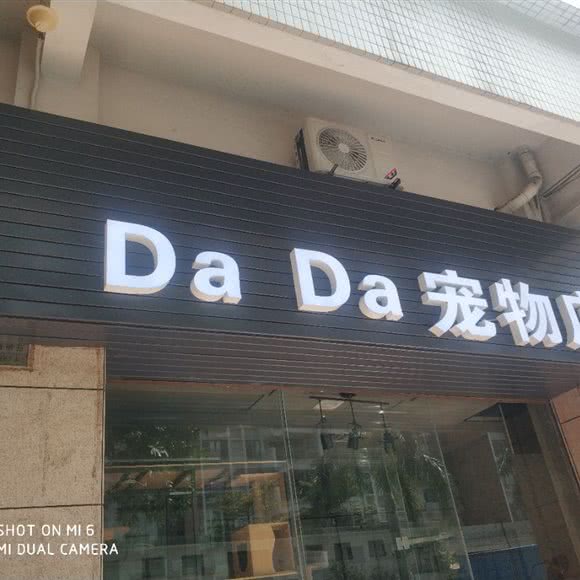 Da Da 宠物
SHOT ON MI 6
MI DUAL CAMERA